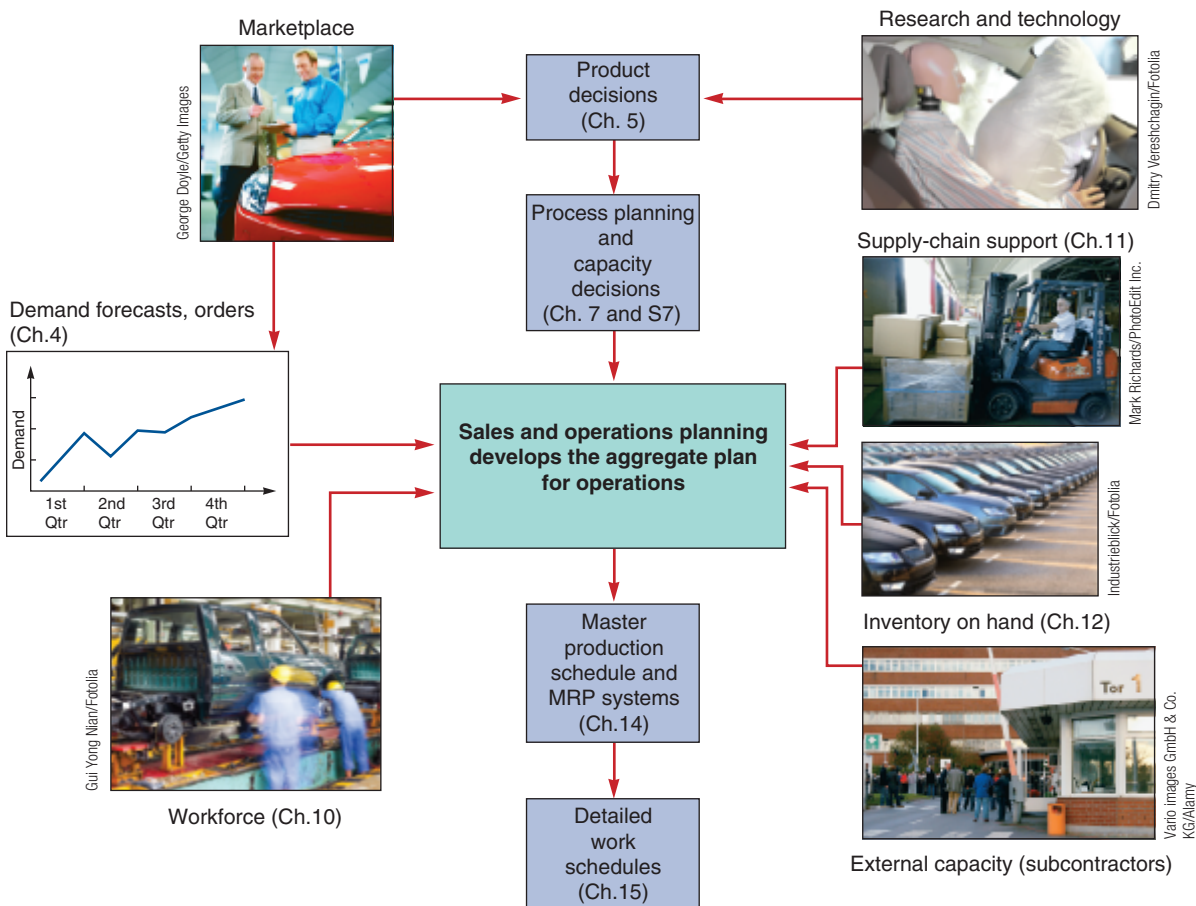 Marketplace
George Doyle/Getty Images
Product
decisions
(Ch. 5)
Research and technology
Dmitry Vereshchagin/Fotolia
Process planning
and
capacity
decisions
(Ch. 7 and S7)
Supply-chain support (Ch.11)
Mark Richards/PhotoEdit Inc.
Demand forecasts, orders
(Ch.4)
Demand
1st
Qtr
2nd
Qtr
3rd
Qtr
4th
Qtr
Sales and operations planning
develops the aggregate plan
for operations
Industrieblick/Fotolia
Inventory on hand (Ch.12)
Gui Yong Nian/Fotolia
Workforce (Ch.10)
Master
production
schedule and
MRP systems
(Ch.14)
Tor 1
Vario images GmbH & Co.
KG/Alamy
External capacity (subcontractors)
Detailed
work
schedules
(Ch.15)